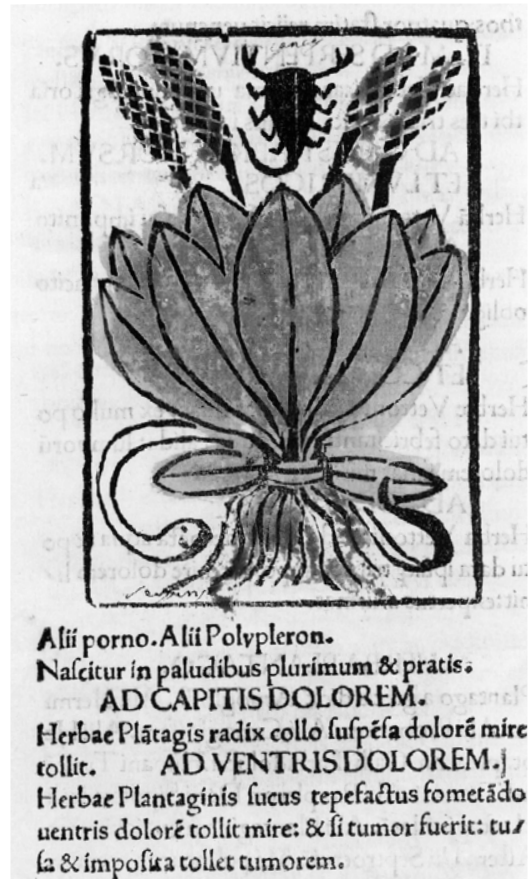 Alii porno. Alii Polypleron.
Naſcitur in paludibus plurimum & pratis.
AD CAPITIS DOLOREM.
Herbae Plãtagis radix collo ſuſpẽſa dolorẽ mire
tollit. AD VENTRIS DOLOREM.
Herbae Plantaginis ſucus tepefactus fometãdo
uentris dolorẽ tollit mire: & ſi tumor fuerit: tu/
ſa & impoſita tollet tumorem.